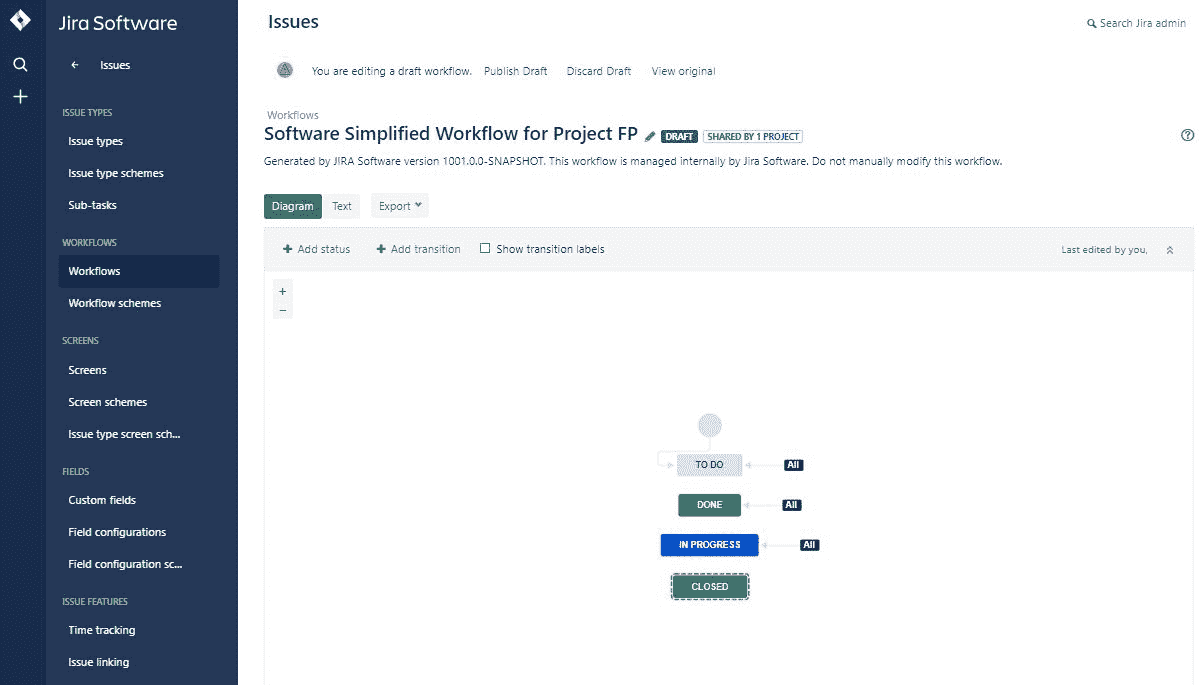 Jira Software
Issues
ISSUE TYPES
Issue types
Issue type schemes
Sub-tasks
WORKFLOWS
Workflows
Workflow schemes
SCREENS
Screens
Screen schemes
Issue type screen sch...
FIELDS
Custom fields
Field configurations
Field configuration sc...
ISSUE FEATURES
Time tracking
Issue linking
Issues
Search Jira admin
You are editing a draft workflow. Publish Draft Discard Draft View original
Workflows
Software Simplified Workflow for Project FP DRAFT SHARED BY 1 PROJECT
Generated by JIRA Software version 1001.0.0-SNAPSHOT. This workflow is managed internally by Jira Software. Do not manually modify this workflow.
Diagram Text Export
+ Add status + Add transition Show transition labels Last edited by you,
+
−
TO DO All
DONE All
IN PROGRESS All
CLOSED